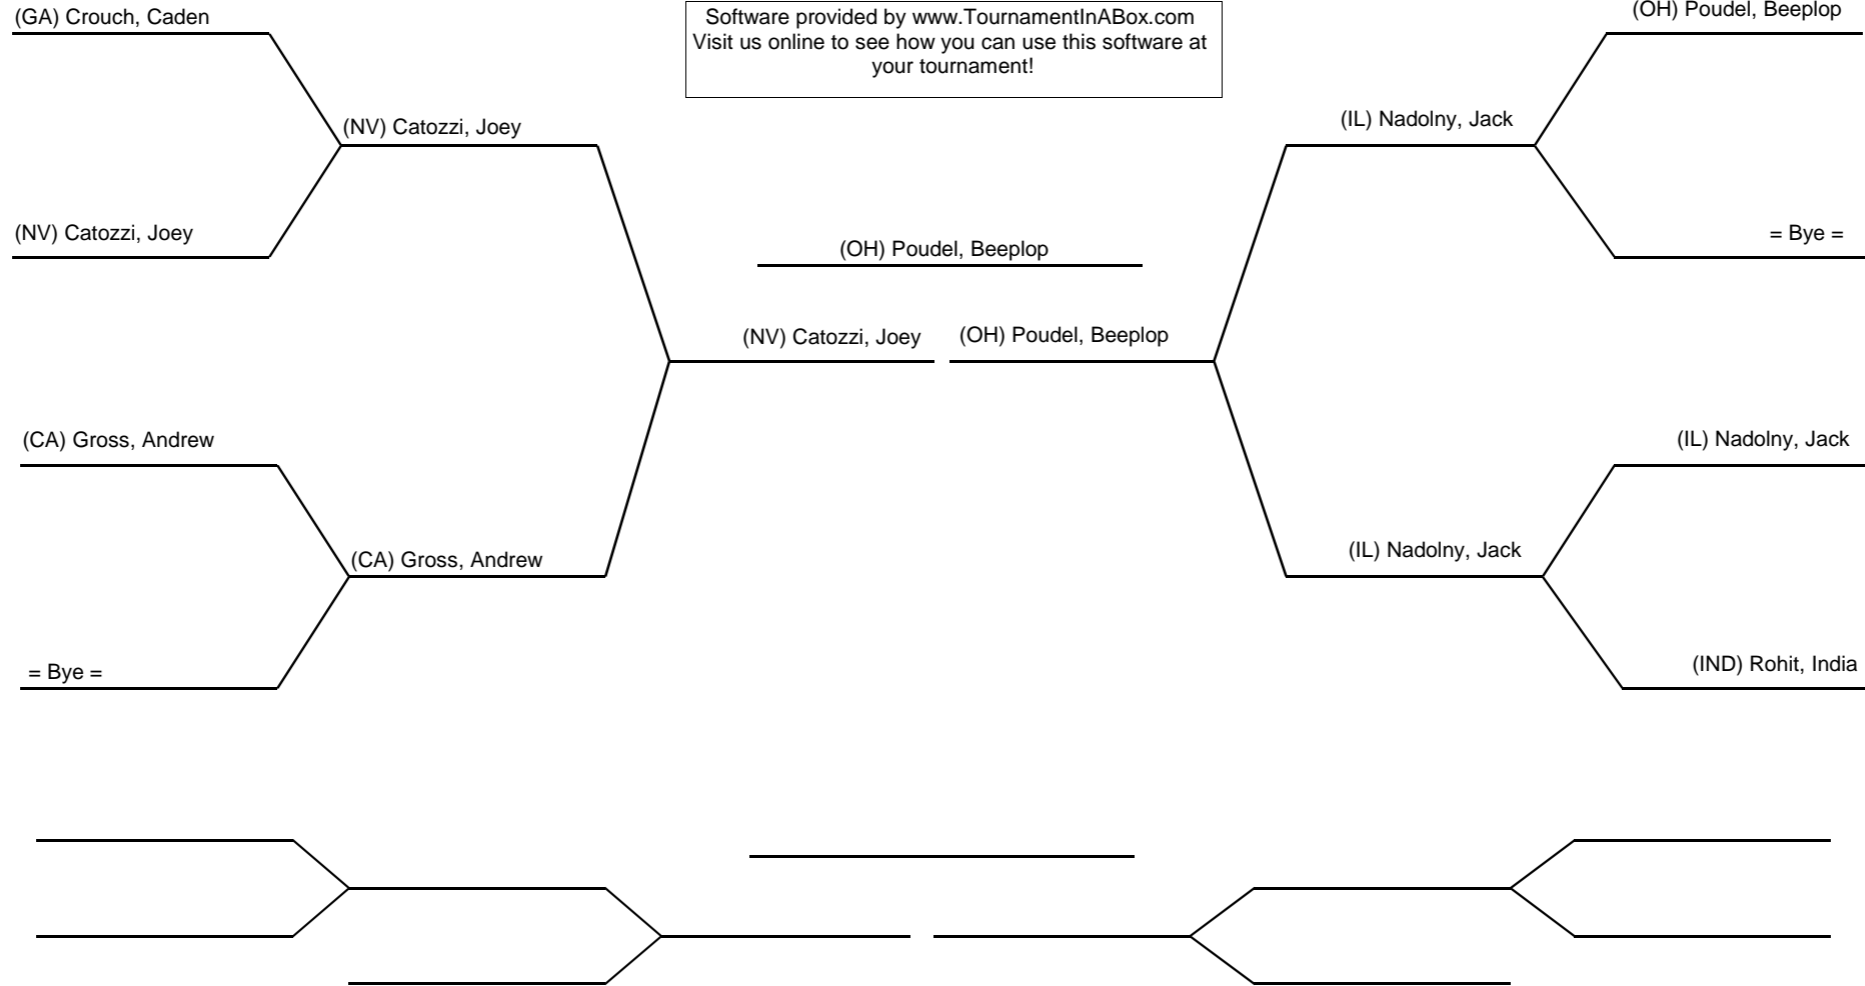 (GA) Crouch, Caden
Software provided by www.TournamentInABox.com
Visit us online to see how you can use this software at
your tournament!
(OH) Poudel, Beeplop
(NV) Catozzi, Joey
(IL) Nadolny, Jack
(NV) Catozzi, Joey
(OH) Poudel, Beeplop
= Bye =
(NV) Catozzi, Joey
(OH) Poudel, Beeplop
(CA) Gross, Andrew
(IL) Nadolny, Jack
(CA) Gross, Andrew
(IL) Nadolny, Jack
= Bye =
(IND) Rohit, India